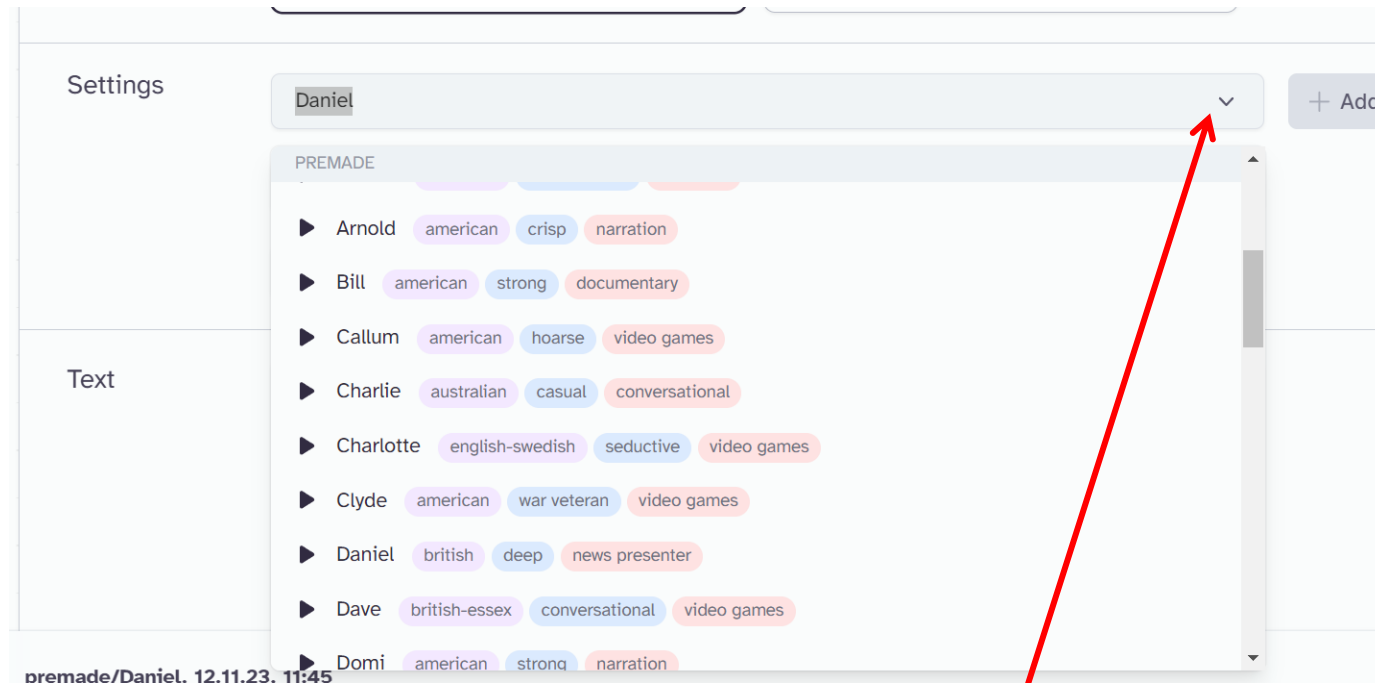 Settings
Daniel
+ Add
PREMADE
Arnold american crisp narration
Bill american strong documentary
Callum american hoarse video games
Charlie australian casual conversational
Text
Charlotte english-swedish seductive video games
Clyde american war veteran video games
Daniel british deep news presenter
Dave british-essex conversational video games
Domi american strong narration
premade/Daniel, 12.11.23, 11:45